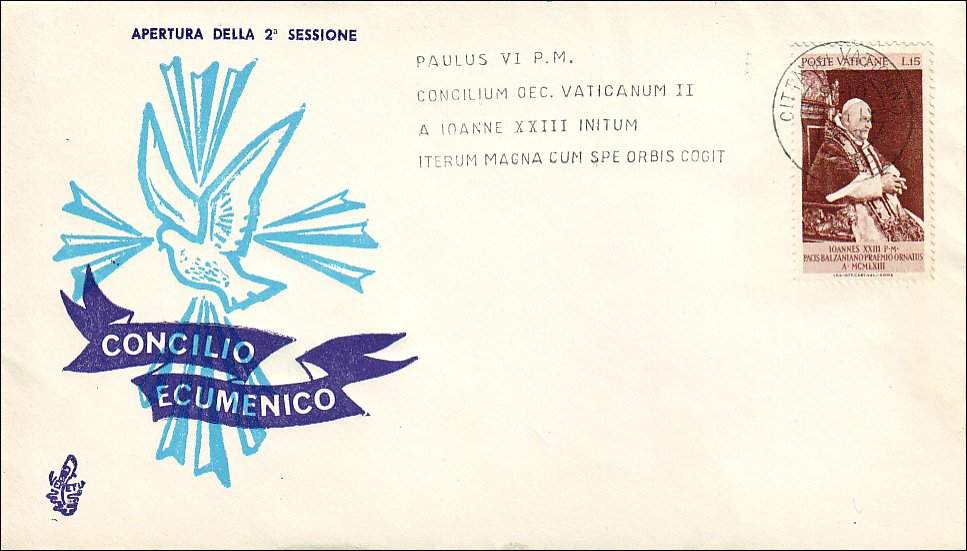 APERTURA DELLA 2ª SESSIONE
PAULUS VI P.M.
CONCILIUM OEC. VATICANUM II
A IOANNE XXIII INITUM
ITERUM MAGNA CUM SPE ORBIS COGIT
POSTE VATICANE L.15
IOANNES XXIII P·M·
PACIS BALZANIANO PRAEMIO ORNATUS
A·MCMLXIII
CONCILIO
ECUMENICO